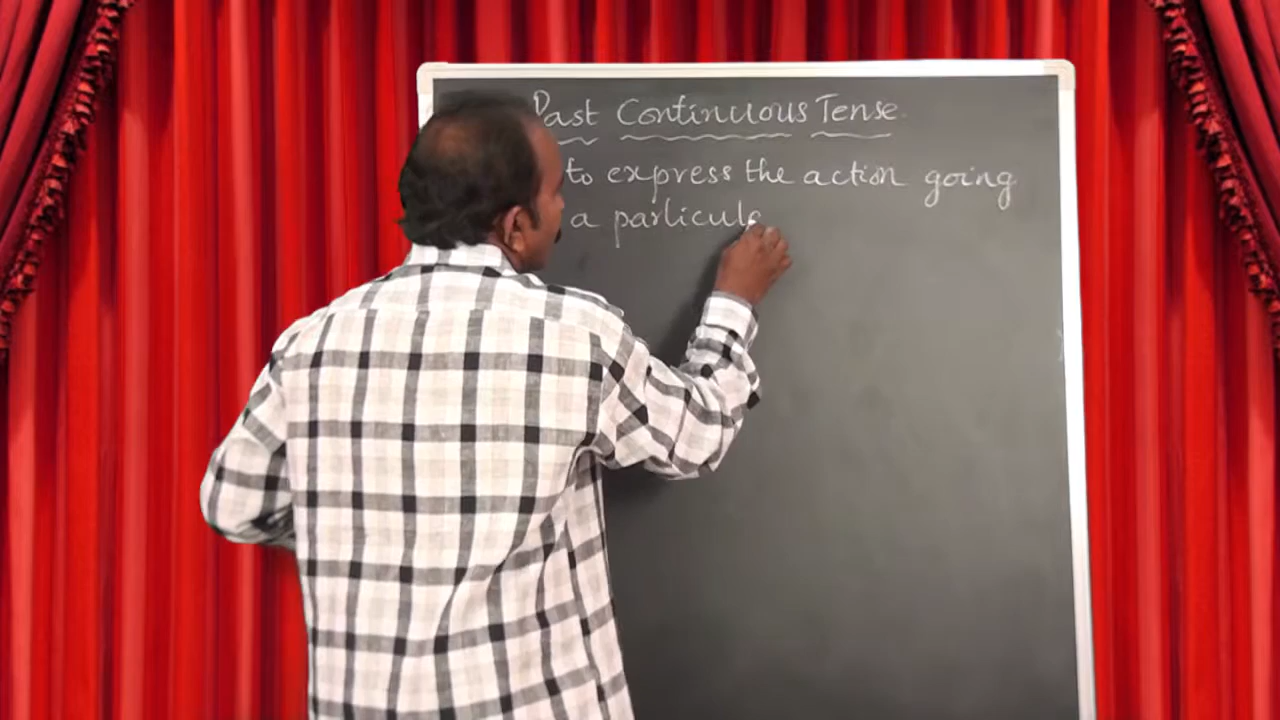 Past Continuous Tense
to express the action going
a particula